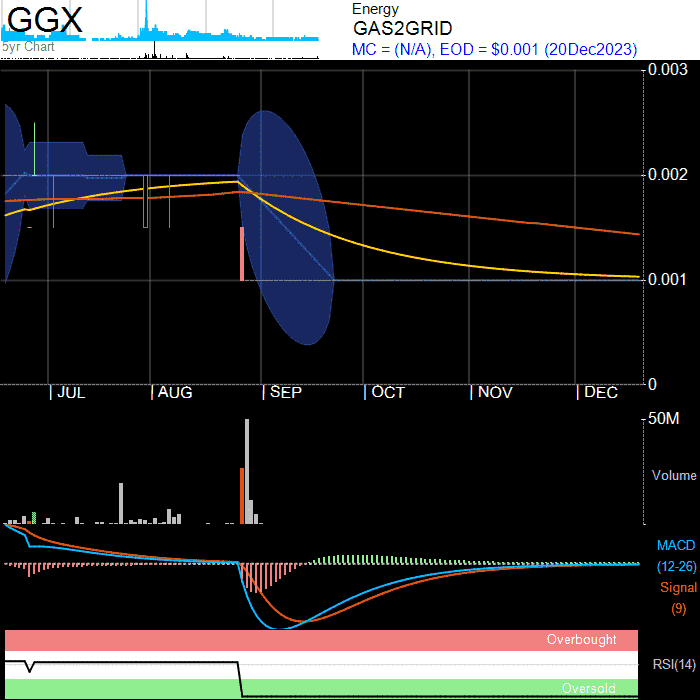 GGX
5yr Chart
Energy
GAS2GRID
MC = (N/A), EOD = $0.001 (20Dec2023)
0.003
0.002
0.001
0
| JUL
| AUG
| SEP
| OCT
| NOV
| DEC
50M
Volume
MACD
(12-26)
Signal
(9)
Overbought
RSI(14)
Oversold